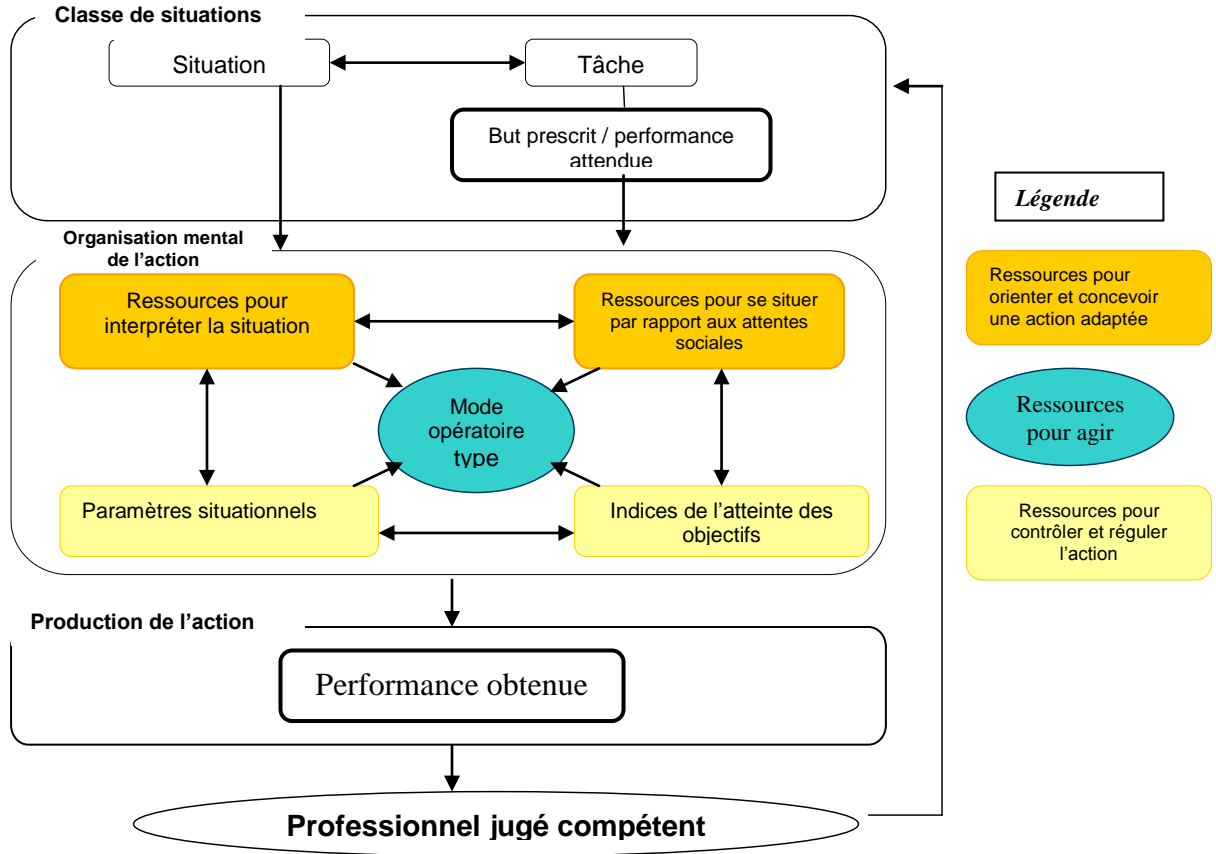 Classe de situations
Situation
Tâche
But prescrit / performance
attendue
Organisation mental
de l’action
Ressources pour
interpréter la situation
Ressources pour se situer
par rapport aux attentes
sociales
Mode
opératoire
type
Paramètres situationnels
Indices de l’atteinte des
objectifs
Production de l’action
Performance obtenue
Professionnel jugé compétent
Légende
Ressources pour
orienter et concevoir
une action adaptée
Ressources
pour agir
Ressources pour
contrôler et réguler
l’action